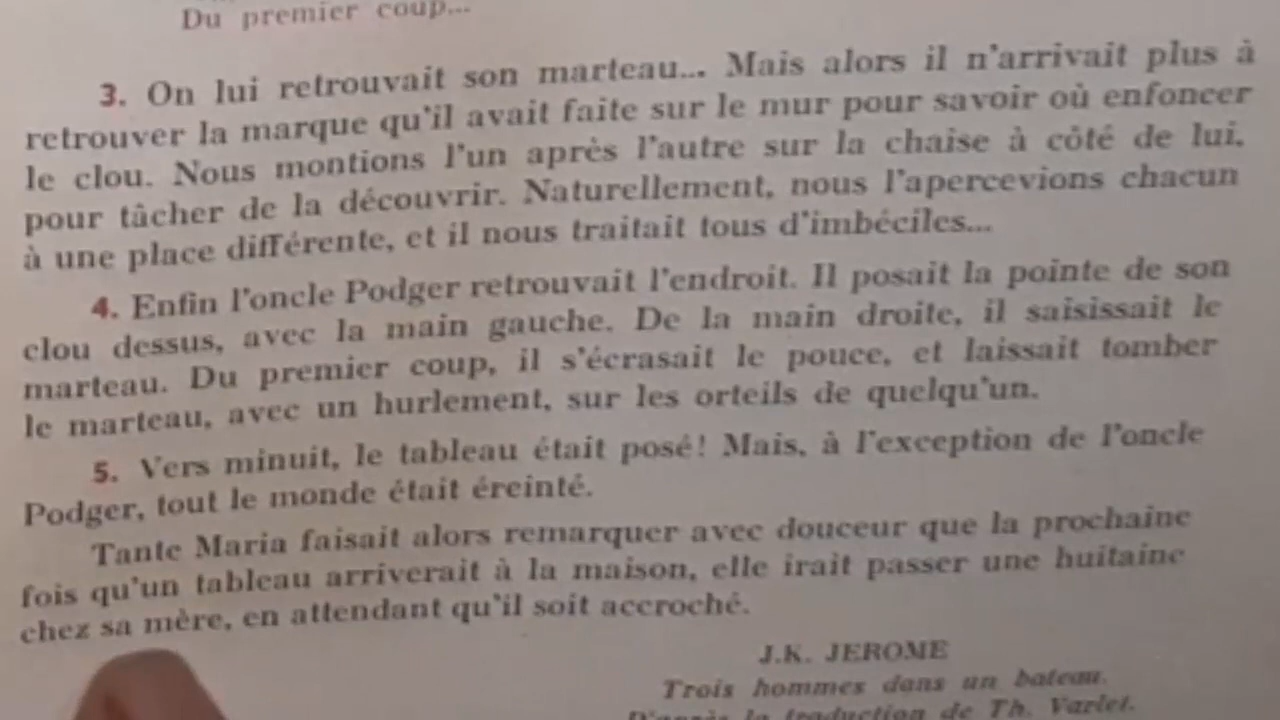 Du premier coup...
3. On lui retrouvait son marteau... Mais alors il n'arrivait plus à
retrouver la marque qu'il avait faite sur le mur pour savoir où enfoncer
le clou. Nous montions l'un après l'autre sur la chaise à côté de lui,
pour tâcher de la découvrir. Naturellement, nous l'apercevions chacun
à une place différente, et il nous traitait tous d'imbéciles...
4. Enfin l'oncle Podger retrouvait l'endroit. Il posait la pointe de son
clou dessus, avec la main gauche. De la main droite, il saisissait le
marteau. Du premier coup, il s'écrasait le pouce, et laissait tomber
le marteau, avec un hurlement, sur les orteils de quelqu'un.
5. Vers minuit, le tableau était posé! Mais, à l'exception de l'oncle
Podger, tout le monde était éreinté.
Tante Maria faisait alors remarquer avec douceur que la prochaine
fois qu'un tableau arriverait à la maison, elle irait passer une huitaine
chez sa mère, en attendant qu'il soit accroché.
J.K. JEROME
Trois hommes dans un bateau.
D'après la traduction de Th. Varlet.